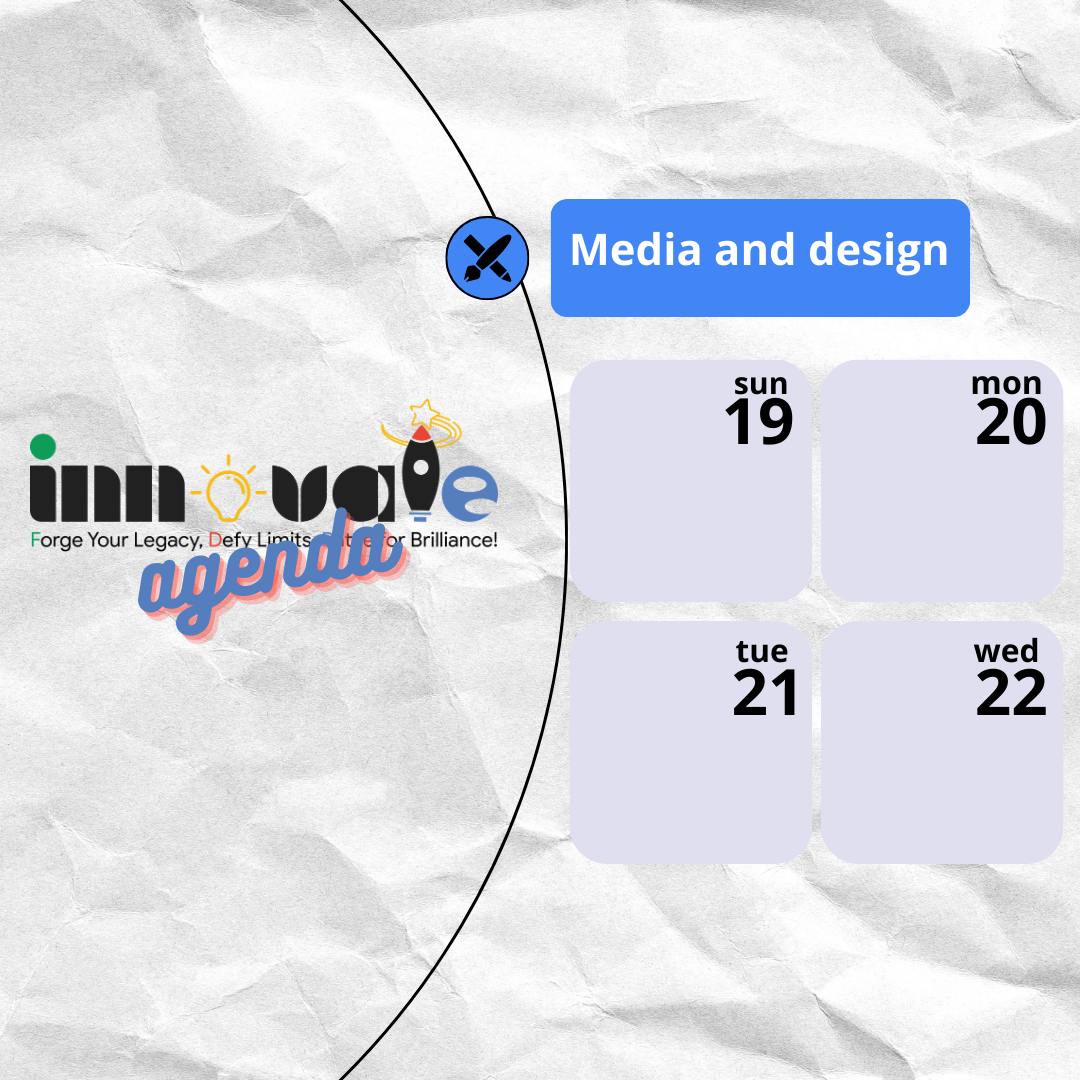 innovate
Forge Your Legacy, Defy Limits, for Brilliance!
agenda
Media and design
sun
19
mon
20
tue
21
wed
22